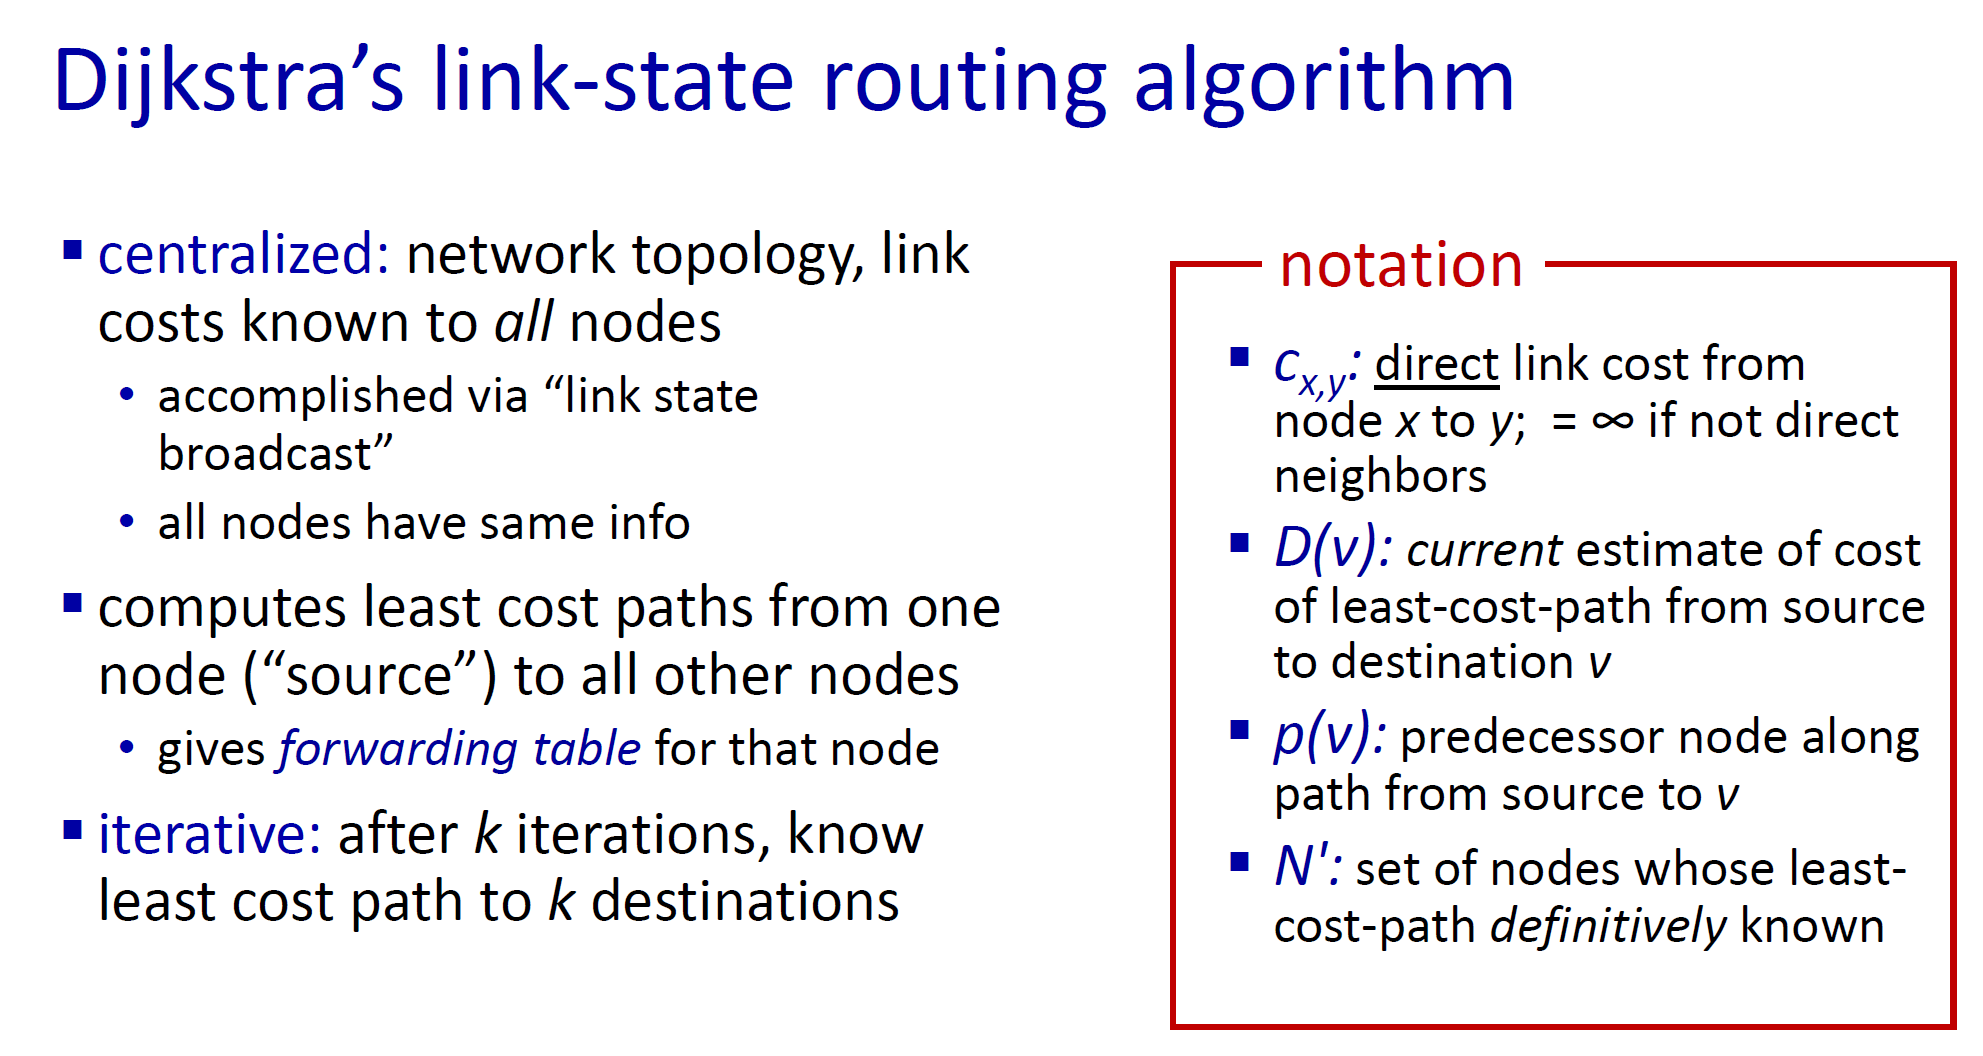 Dijkstra’s link-state routing algorithm
▪ centralized: network topology, link
costs known to all nodes
• accomplished via “link state
broadcast”
• all nodes have same info
▪ computes least cost paths from one
node (“source”) to all other nodes
• gives forwarding table for that node
▪ iterative: after k iterations, know
least cost path to k destinations
notation
▪ cx,y: direct link cost from
node x to y; = ∞ if not direct
neighbors
▪ D(v): current estimate of cost
of least-cost-path from source
to destination v
▪ p(v): predecessor node along
path from source to v
▪ N': set of nodes whose least-
cost-path definitively known